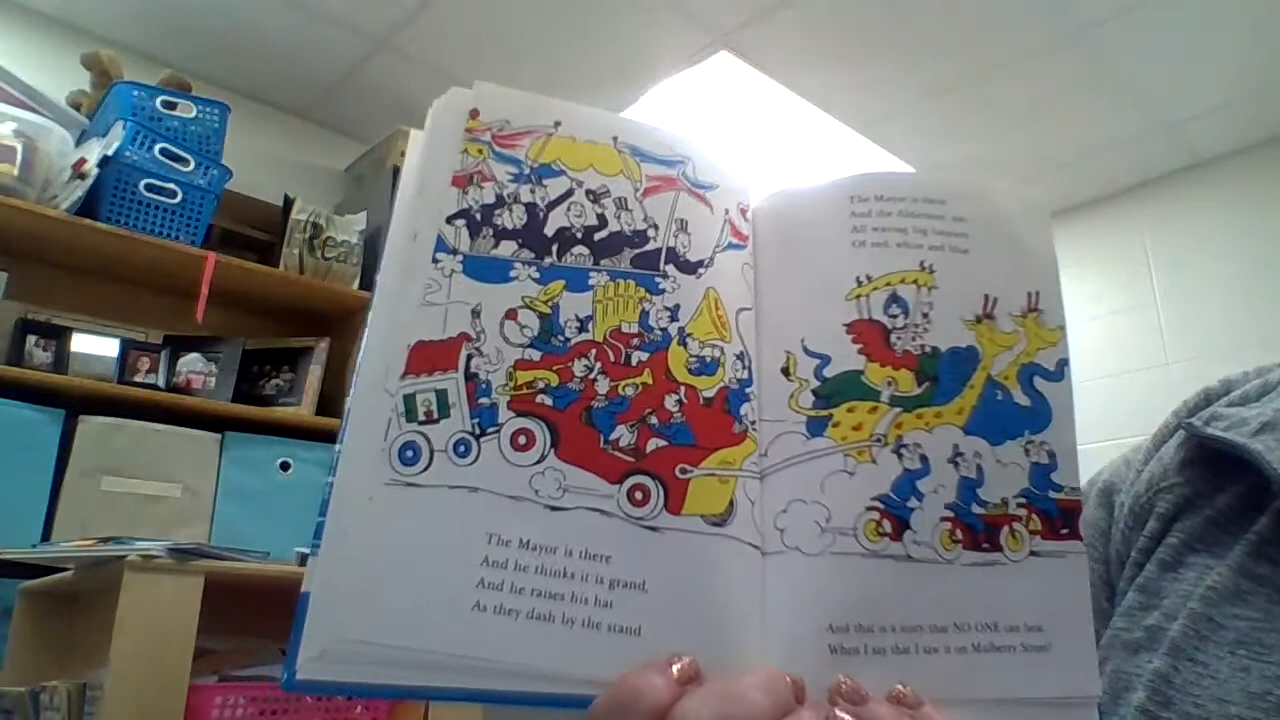 Read
The Mayor is there
And he thinks it is grand,
And he raises his hat
As they dash by the stand
The Mayor is there
And the Aldermen too,
All waving big banners
Of red, white and blue
And that is a story that NO ONE can beat
When I say that I saw it on Mulberry Street!